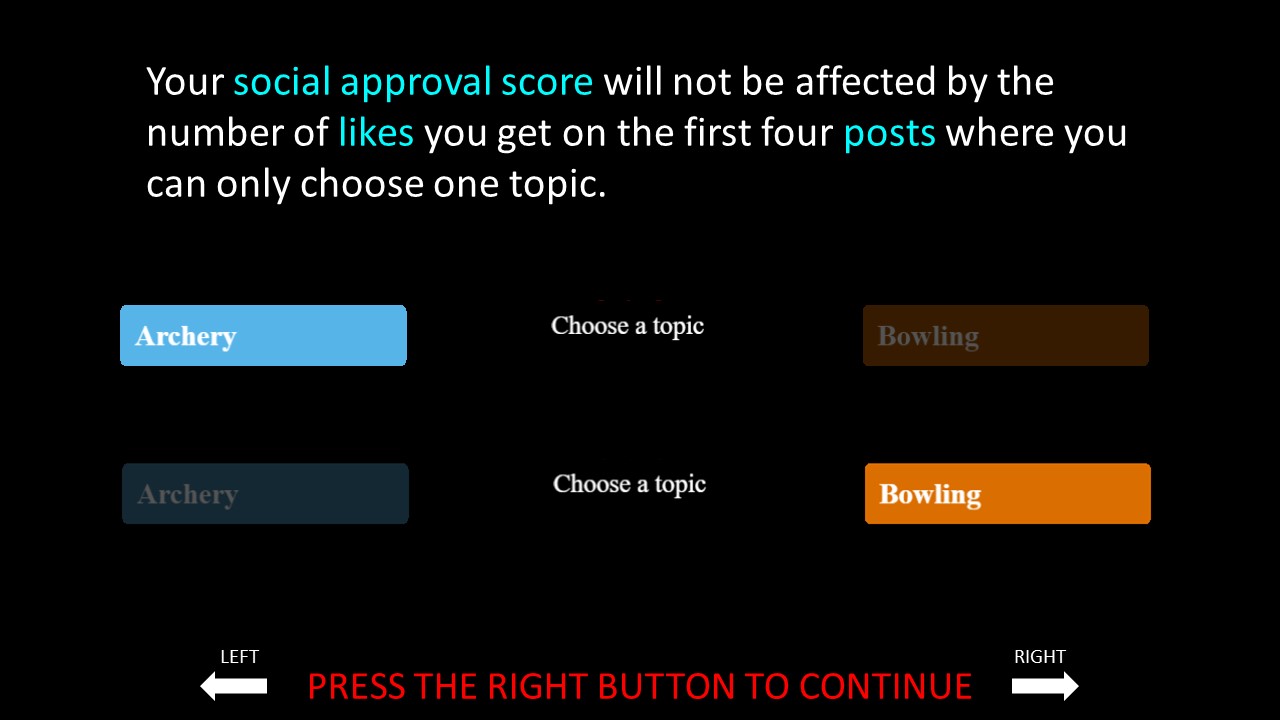 Your social approval score will not be affected by the
number of likes you get on the first four posts where you
can only choose one topic.
Archery
Choose a topic
Bowling
Archery
Choose a topic
Bowling
LEFT
RIGHT
PRESS THE RIGHT BUTTON TO CONTINUE